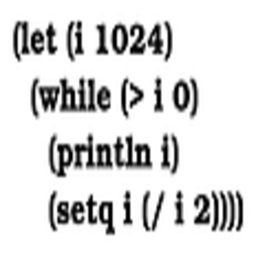 (let (i 1024)
(while (> i 0)
(println i)
(setq i (/ i 2))))